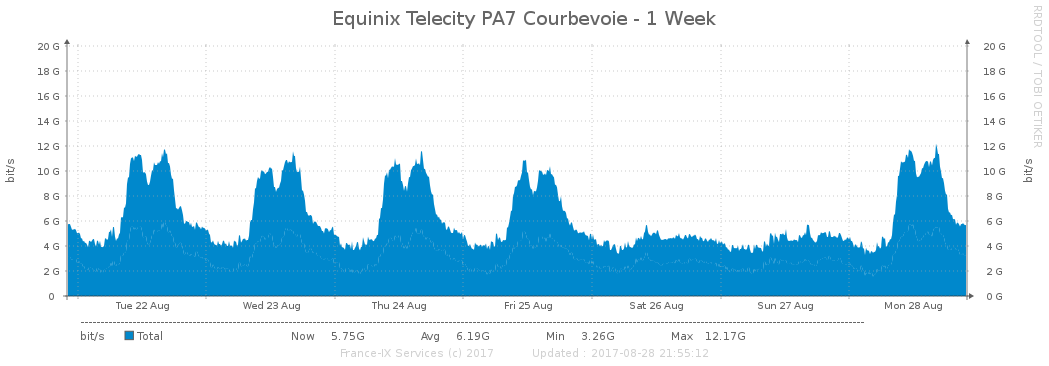 Equinix Telecity PA7 Courbevoie - 1 Week
RRDTOOL / TOBI OETIKER
20 G 20 G
18 G 18 G
16 G 16 G
14 G 14 G
12 G 12 G
10 G 10 G
8 G 8 G
6 G 6 G
4 G 4 G
2 G 2 G
0 0 G
bit/s bit/s
Tue 22 Aug Wed 23 Aug Thu 24 Aug Fri 25 Aug Sat 26 Aug Sun 27 Aug Mon 28 Aug
bit/s Total Now 5.75G Avg 6.19G Min 3.26G Max 12.17G
France-IX Services (c) 2017 Updated : 2017-08-28 21:55:12